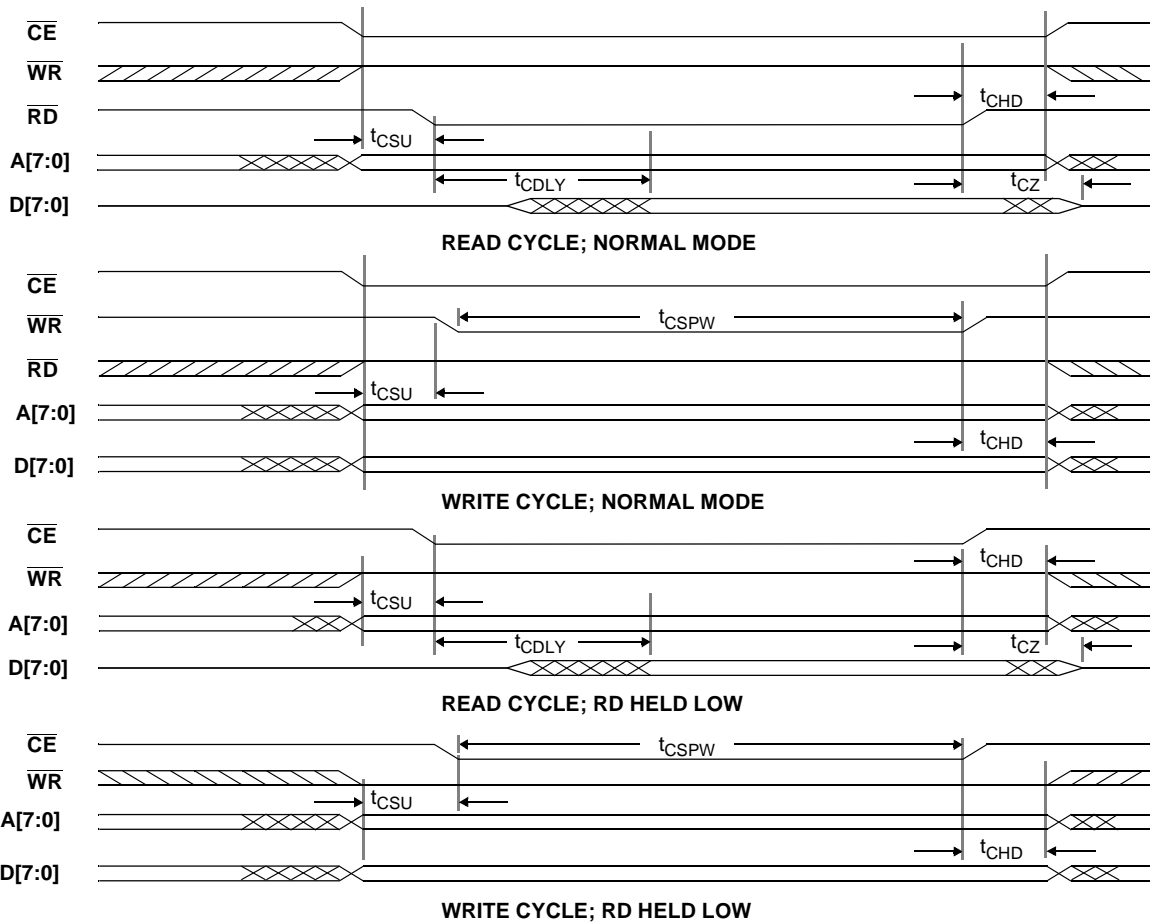 CE
WR
tCHD
RD
tCSU
A[7:0]
tCDLY tCZ
D[7:0]
READ CYCLE; NORMAL MODE
CE
tCSPW
WR
RD
tCSU
A[7:0]
tCHD
D[7:0]
WRITE CYCLE; NORMAL MODE
CE
tCHD
WR
tCSU
A[7:0]
tCDLY tCZ
D[7:0]
READ CYCLE; RD HELD LOW
CE
tCSPW
WR
tCSU
A[7:0]
tCHD
D[7:0]
WRITE CYCLE; RD HELD LOW